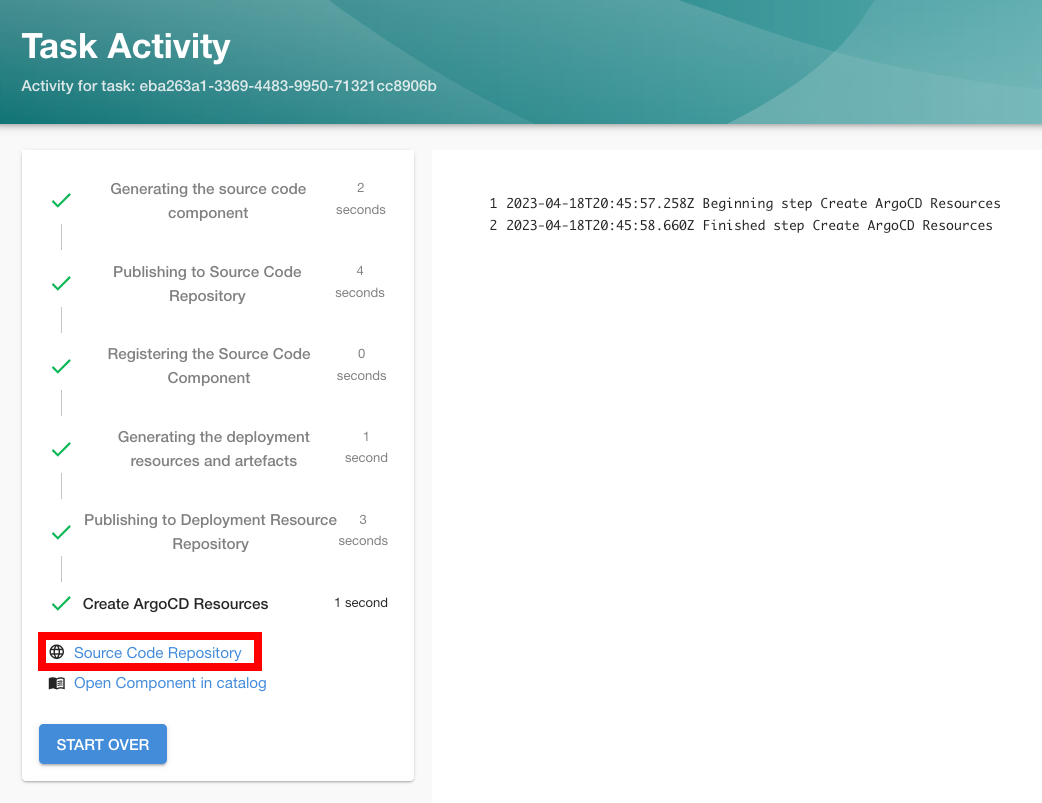 Task Activity
Activity for task: eba263a1-3369-4483-9950-71321cc8906b
Generating the source code
component
2
seconds
Publishing to Source Code
Repository
4
seconds
Registering the Source Code
Component
0
seconds
Generating the deployment
resources and artefacts
1
second
Publishing to Deployment Resource
Repository
3
seconds
Create ArgoCD Resources
1 second
Source Code Repository
Open Component in catalog
START OVER
1 2023-04-18T20:45:57.258Z Beginning step Create ArgoCD Resources
2 2023-04-18T20:45:58.660Z Finished step Create ArgoCD Resources